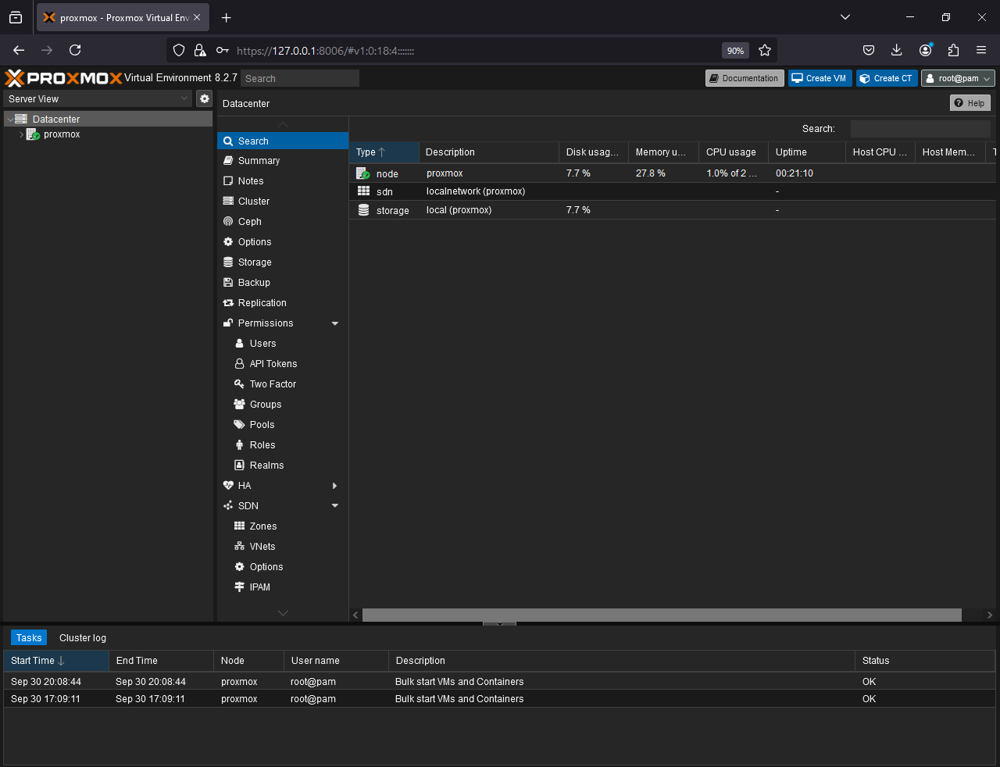 proxmox - Proxmox Virtual Env
https://127.0.0.1:8006/#v1:0:18:4:::::::
90%
PROXMOX Virtual Environment 8.2.7
Search
Documentation
Create VM
Create CT
root@pam
Server View
Datacenter
proxmox
Datacenter
Help
Search:
Search
Summary
Notes
Cluster
Ceph
Options
Storage
Backup
Replication
Permissions
Users
API Tokens
Two Factor
Groups
Pools
Roles
Realms
HA
SDN
Zones
VNets
Options
IPAM
Type Description Disk usag... Memory u... CPU usage Uptime Host CPU ... Host Mem... T
node proxmox 7.7 % 27.8 % 1.0% of 2 ... 00:21:10
sdn localnetwork (proxmox) -
storage local (proxmox) 7.7 % -
Tasks Cluster log
Start Time End Time Node User name Description Status
Sep 30 20:08:44 Sep 30 20:08:44 proxmox root@pam Bulk start VMs and Containers OK
Sep 30 17:09:11 Sep 30 17:09:11 proxmox root@pam Bulk start VMs and Containers OK